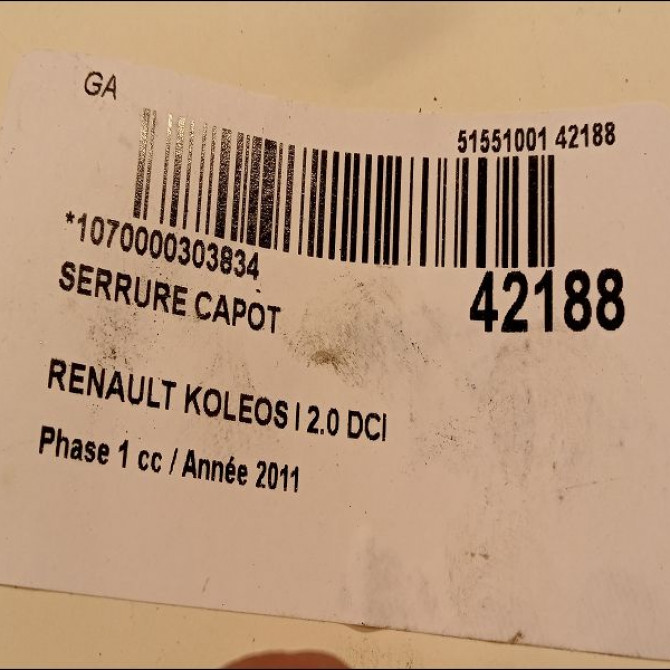 GA
51551001 42188
*1070000303834
42188
SERRURE CAPOT
RENAULT KOLEOS I 2.0 DCI
Phase 1 cc / Année 2011